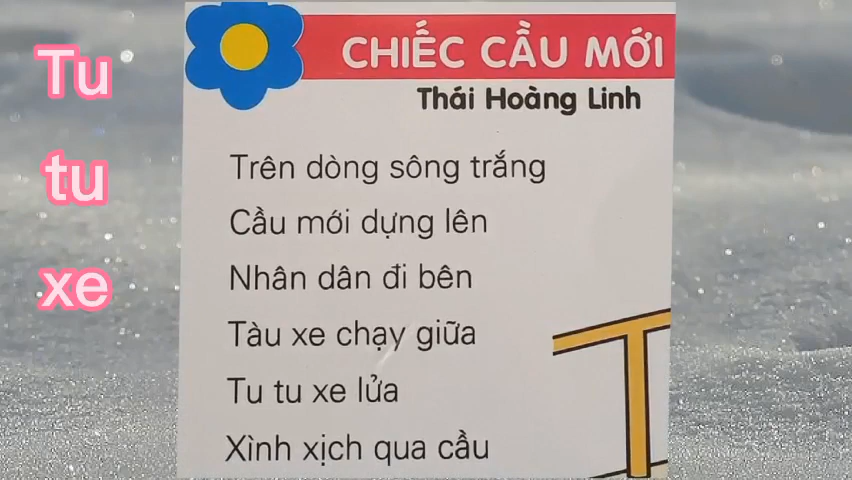 Tu
tu
xe
CHIẾC CẦU MỚI
Thái Hoàng Linh
Trên dòng sông trắng
Cầu mới dựng lên
Nhân dân đi bên
Tàu xe chạy giữa
Tu tu xe lửa
Xình xịch qua cầu